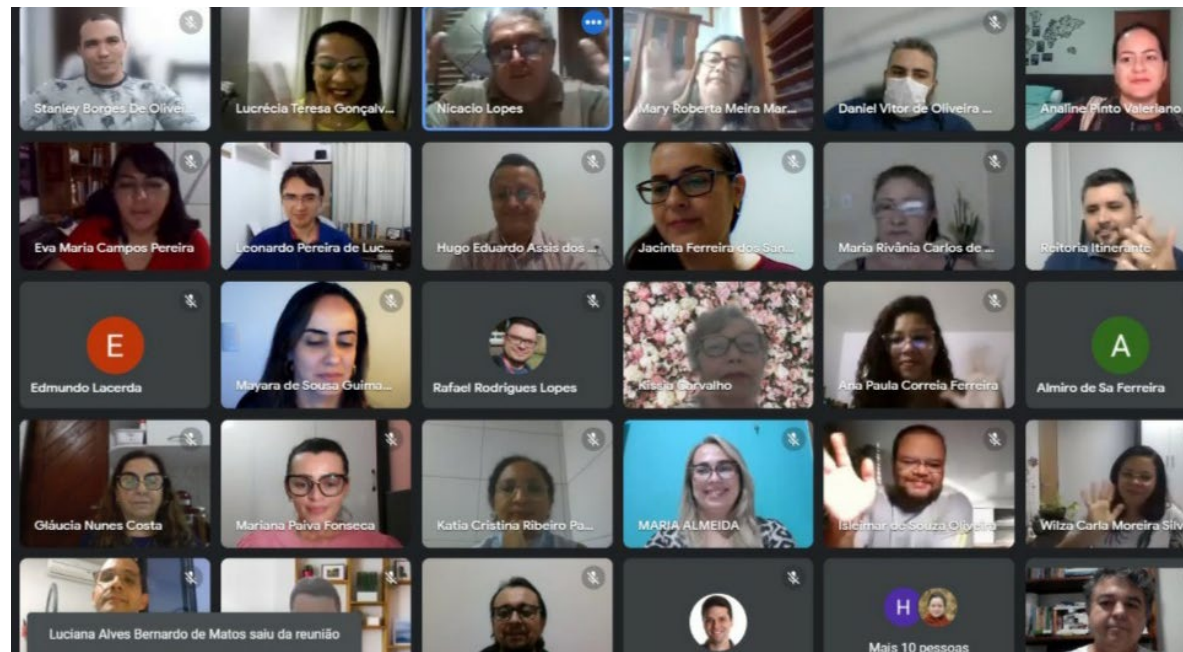 Stanley Borges De Olivei...
Lucrécia Teresa Gonçalv...
Nicacio Lopes
Mary Roberta Meira Mar...
Daniel Vitor de Oliveira ...
Analine Pinto Valeriano
Eva Maria Campos Pereira
Leonardo Pereira de Luc...
Hugo Eduardo Assis dos ...
Jacinta Ferreira dos San...
Maria Rivânia Carlos de ...
Reitoria Itinerante
E
Edmundo Lacerda
Mayara de Sousa Guima...
Rafael Rodrigues Lopes
Kissia Carvalho
Ana Paula Correia Ferreira
A
Almiro de Sa Ferreira
Gláucia Nunes Costa
Mariana Paiva Fonseca
Katia Cristina Ribeiro Pa...
MARIA ALMEIDA
Isleimar de Souza Oliveira
Wilza Carla Moreira Silv
Luciana Alves Bernardo de Matos saiu da reunião
H
Mais 10 pessoas